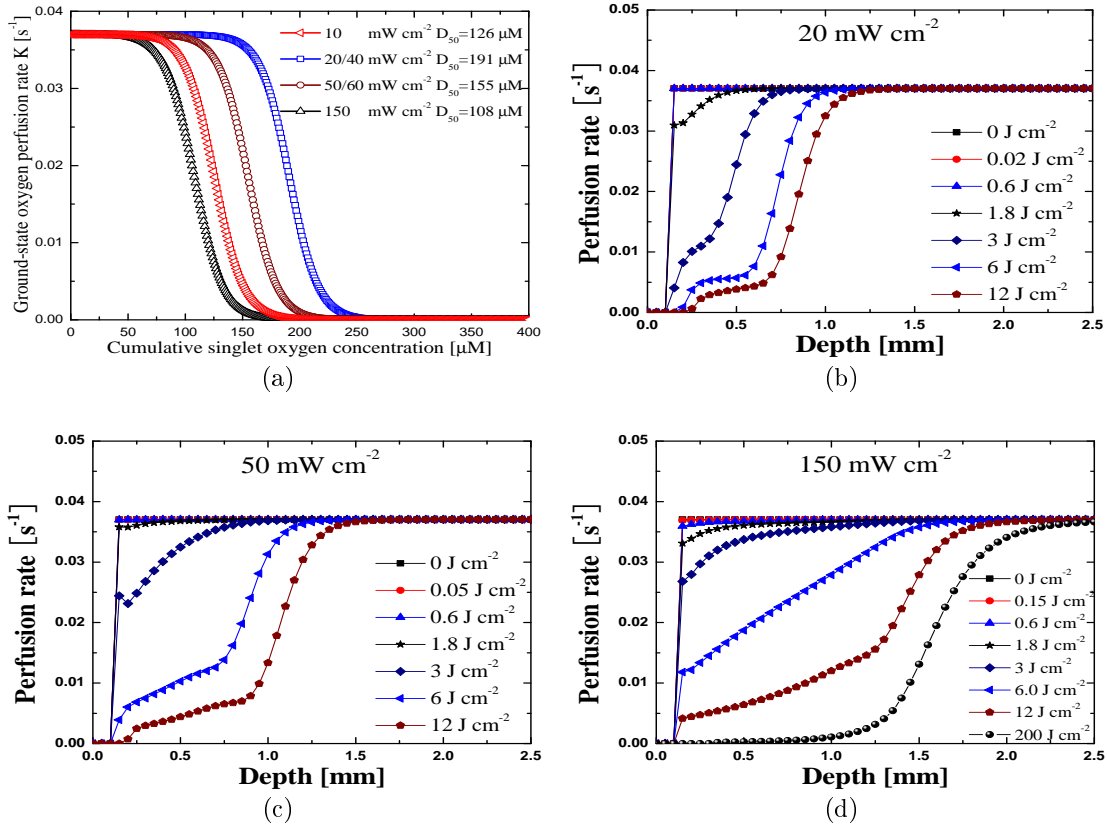 Ground-state oxygen perfusion rate K [s⁻¹]
0.04
0.03
0.02
0.01
0.00
10 mW cm⁻² D₅₀=126 μM
20/40 mW cm⁻² D₅₀=191 μM
50/60 mW cm⁻² D₅₀=155 μM
150 mW cm⁻² D₅₀=108 μM
0 50 100 150 200 250 300 350 400
Cumulative singlet oxygen concentration [μM]
(a)
20 mW cm⁻²
Perfusion rate [s⁻¹]
0.05
0.04
0.03
0.02
0.01
0.00
0 J cm⁻²
0.02 J cm⁻²
0.6 J cm⁻²
1.8 J cm⁻²
3 J cm⁻²
6 J cm⁻²
12 J cm⁻²
0.0 0.5 1.0 1.5 2.0 2.5
Depth [mm]
(b)
50 mW cm⁻²
Perfusion rate [s⁻¹]
0.05
0.04
0.03
0.02
0.01
0.00
0 J cm⁻²
0.05 J cm⁻²
0.6 J cm⁻²
1.8 J cm⁻²
3 J cm⁻²
6 J cm⁻²
12 J cm⁻²
0.0 0.5 1.0 1.5 2.0 2.5
Depth [mm]
(c)
150 mW cm⁻²
Perfusion rate [s⁻¹]
0.05
0.04
0.03
0.02
0.01
0.00
0 J cm⁻²
0.15 J cm⁻²
0.6 J cm⁻²
1.8 J cm⁻²
3 J cm⁻²
6.0 J cm⁻²
12 J cm⁻²
200 J cm⁻²
0.0 0.5 1.0 1.5 2.0 2.5
Depth [mm]
(d)